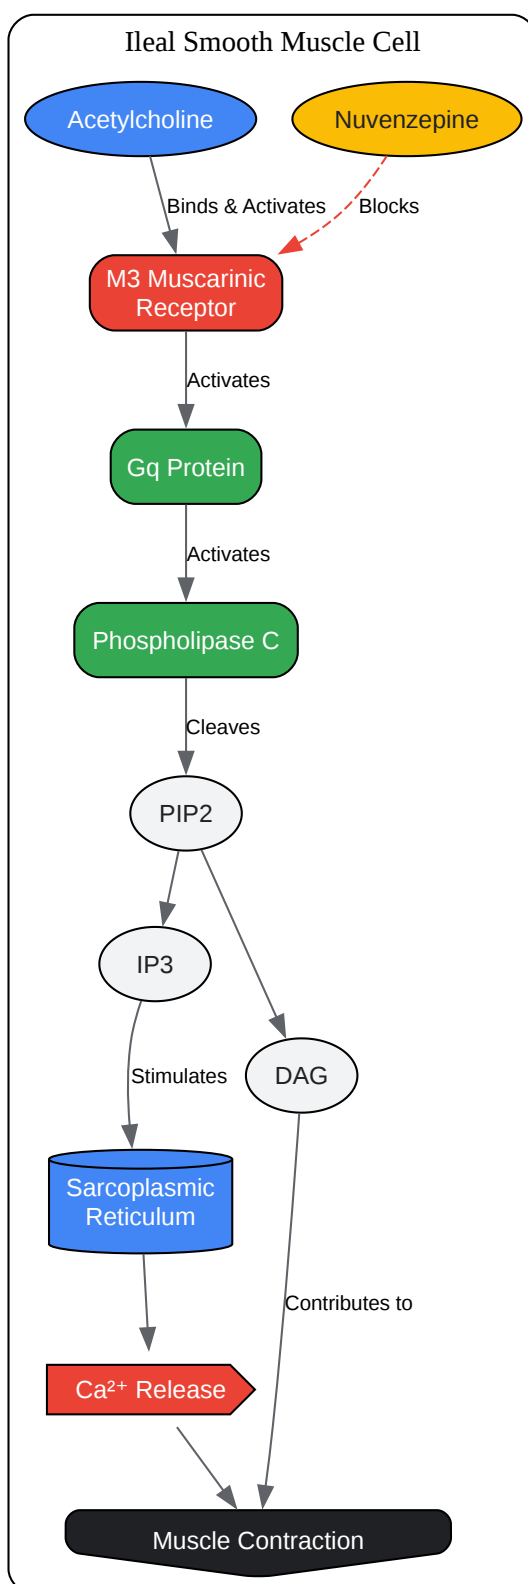 Ileal Smooth Muscle Cell
Acetylcholine
Nuvenzepine
Binds & Activates
Blocks
M3 Muscarinic
Receptor
Activates
Gq Protein
Activates
Phospholipase C
Cleaves
PIP2
IP3
DAG
Stimulates
Sarcoplasmic
Reticulum
Contributes to
Ca²⁺ Release
Muscle Contraction